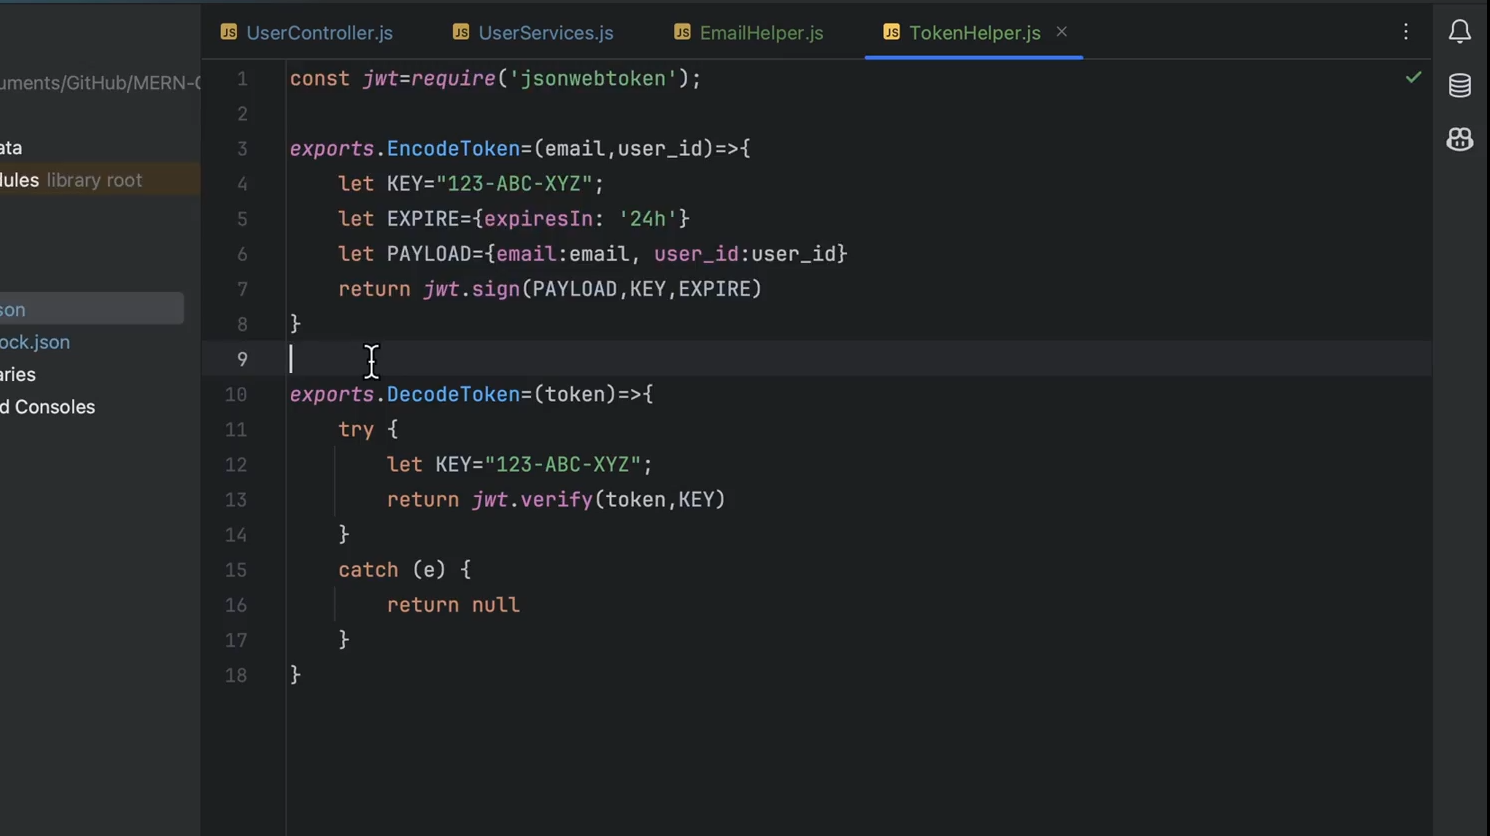 UserController.js
UserServices.js
EmailHelper.js
TokenHelper.js
uments/GitHub/MERN-
ata
dules library root
son
ock.json
aries
d Consoles
1 const jwt=require('jsonwebtoken');
2
3 exports.EncodeToken=(email,user_id)=>{
4 let KEY="123-ABC-XYZ";
5 let EXPIRE={expiresIn: '24h'}
6 let PAYLOAD={email:email, user_id:user_id}
7 return jwt.sign(PAYLOAD,KEY,EXPIRE)
8 }
9
10 exports.DecodeToken=(token)=>{
11 try {
12 let KEY="123-ABC-XYZ";
13 return jwt.verify(token,KEY)
14 }
15 catch (e) {
16 return null
17 }
18 }